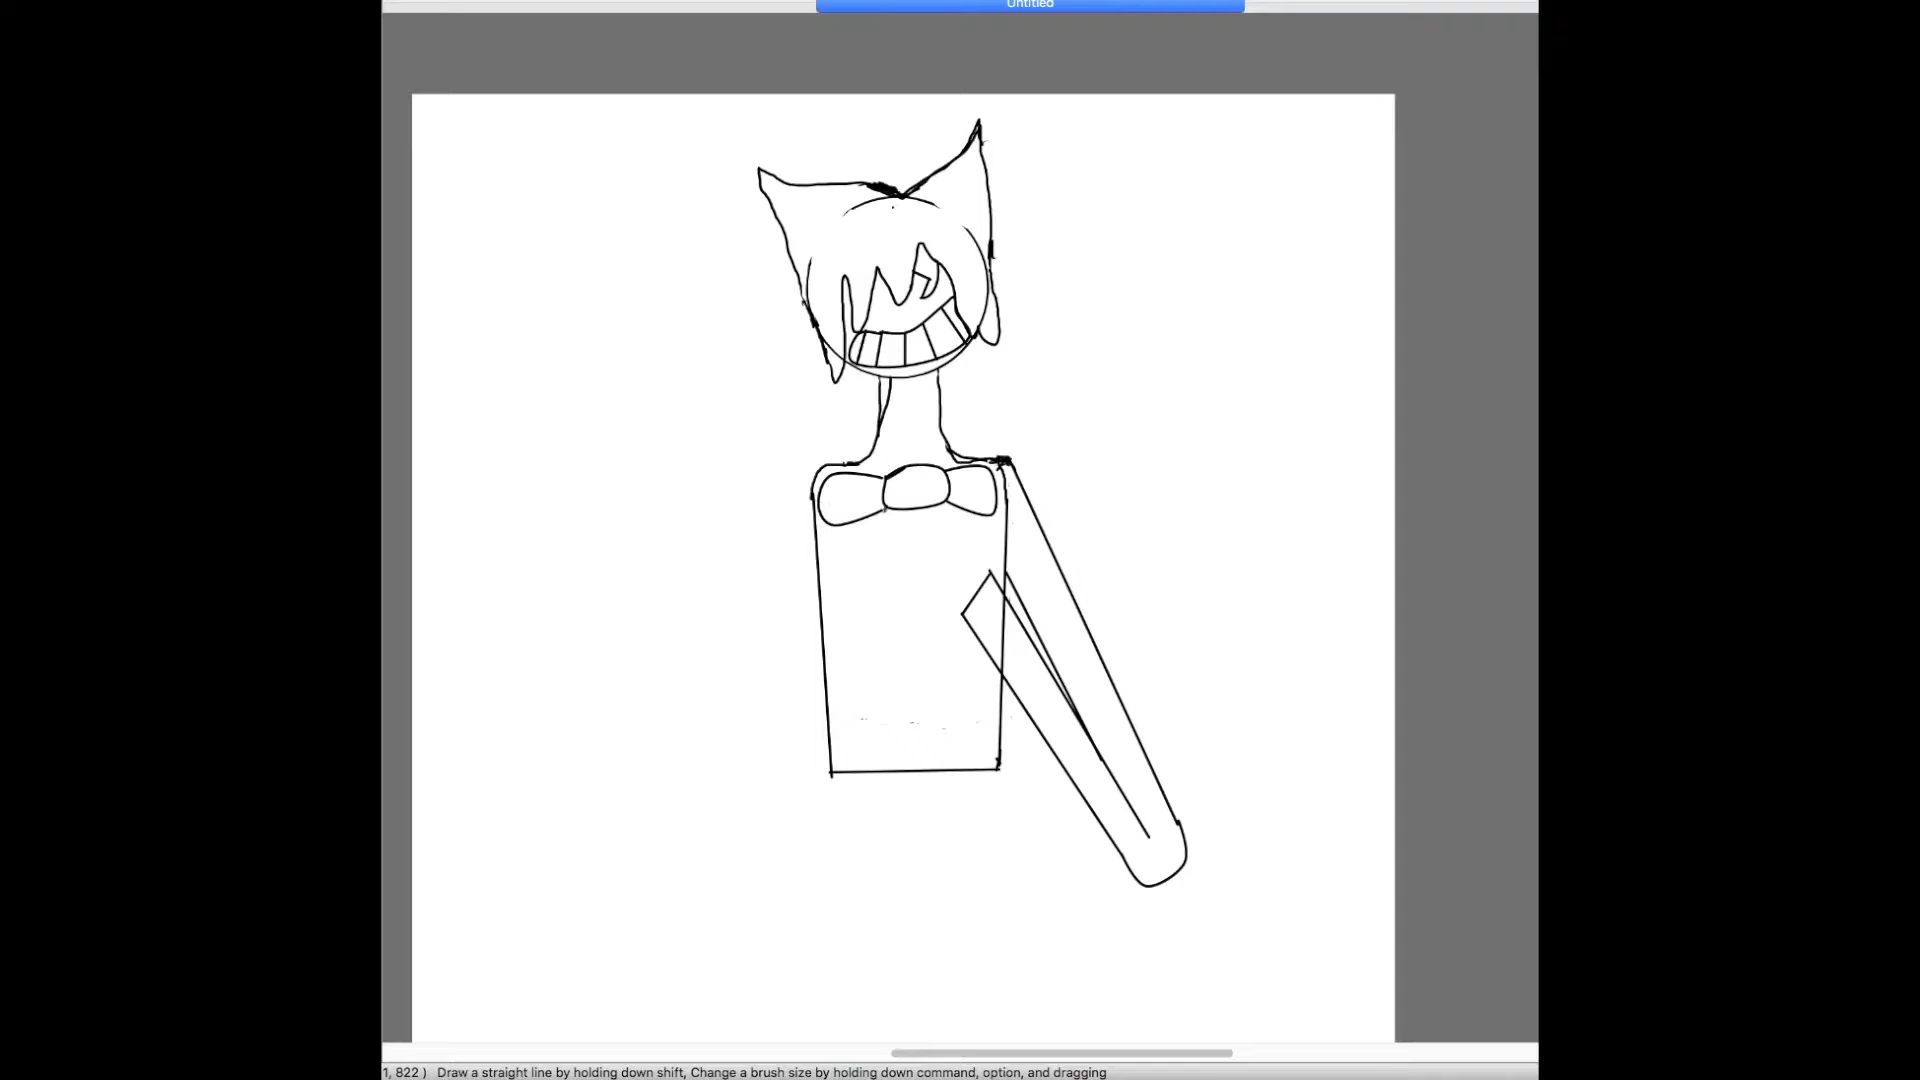 Untitled
1, 822 ) Draw a straight line by holding down shift, Change a brush size by holding down command, option, and dragging